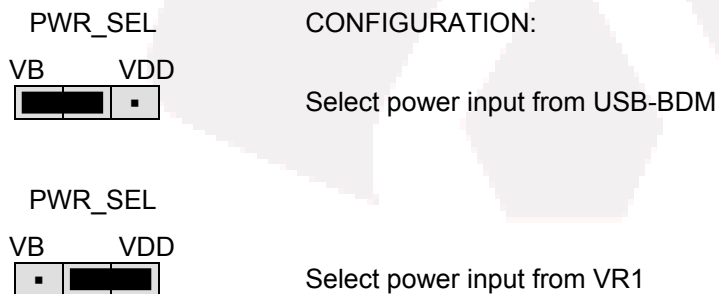 PWR_SEL CONFIGURATION:
VB VDD
Select power input from USB-BDM
PWR_SEL
VB VDD
Select power input from VR1